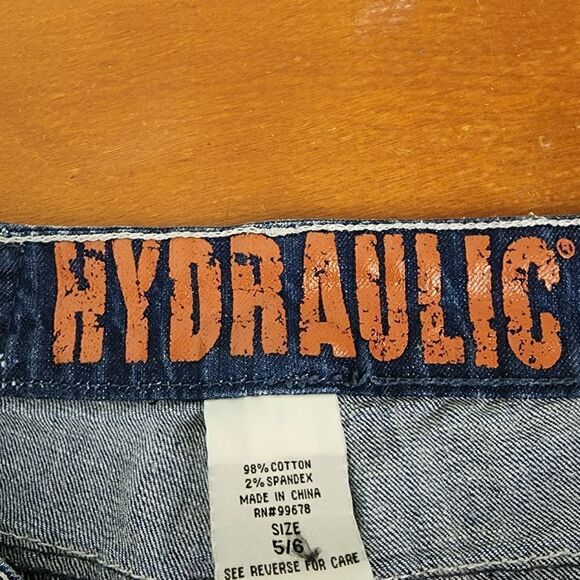 HYDRAULIC®
98% COTTON
2% SPANDEX
MADE IN CHINA
RN#99678
SIZE
5/6
SEE REVERSE FOR CARE